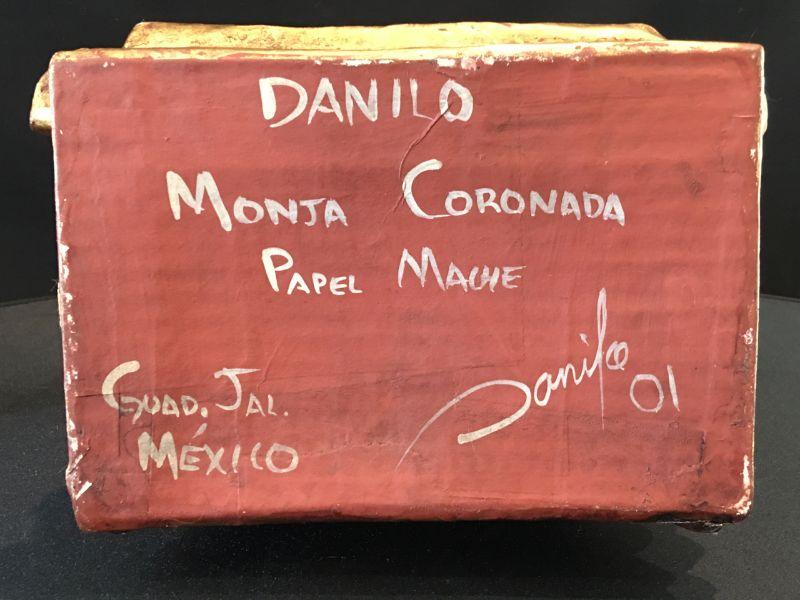 DANILO
MONJA CORONADA
PAPEL MACHE
GUAD. JAL.
MÉXICO
Danilo 01